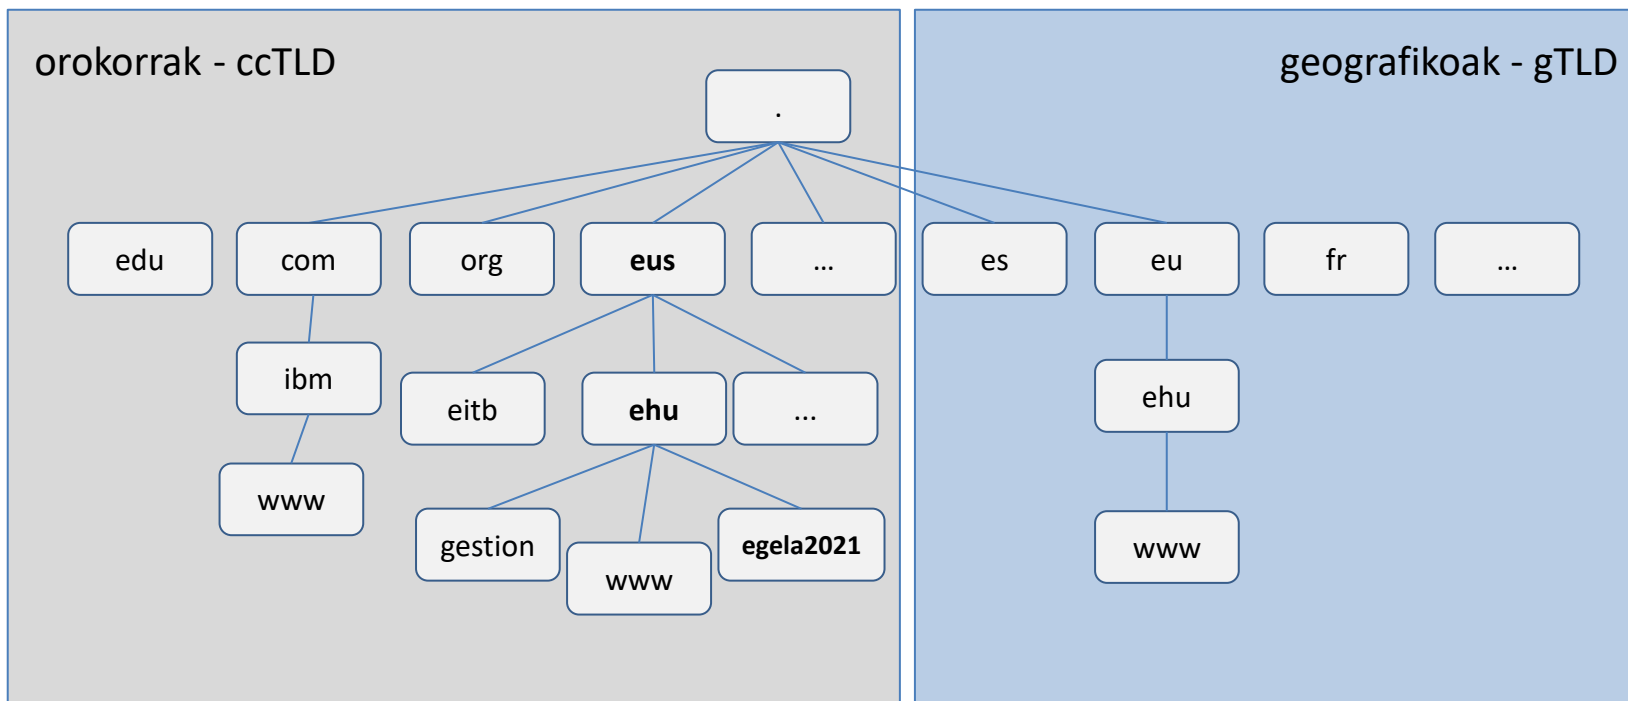 orokorrak - ccTLD
geografikoak - gTLD
.
edu
com
org
eus
...
es
eu
fr
...
ibm
eitb
ehu
...
ehu
www
gestion
www
egela2021
www